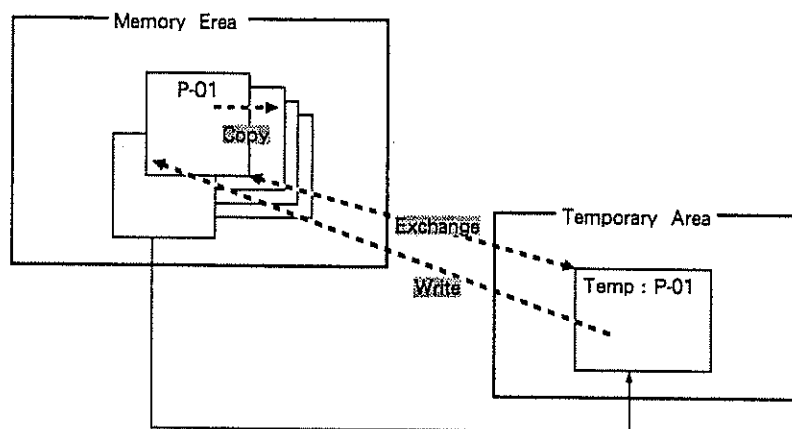 Memory Erea
P-01
Copy
Exchange
Temporary Area
Write
Temp : P-01